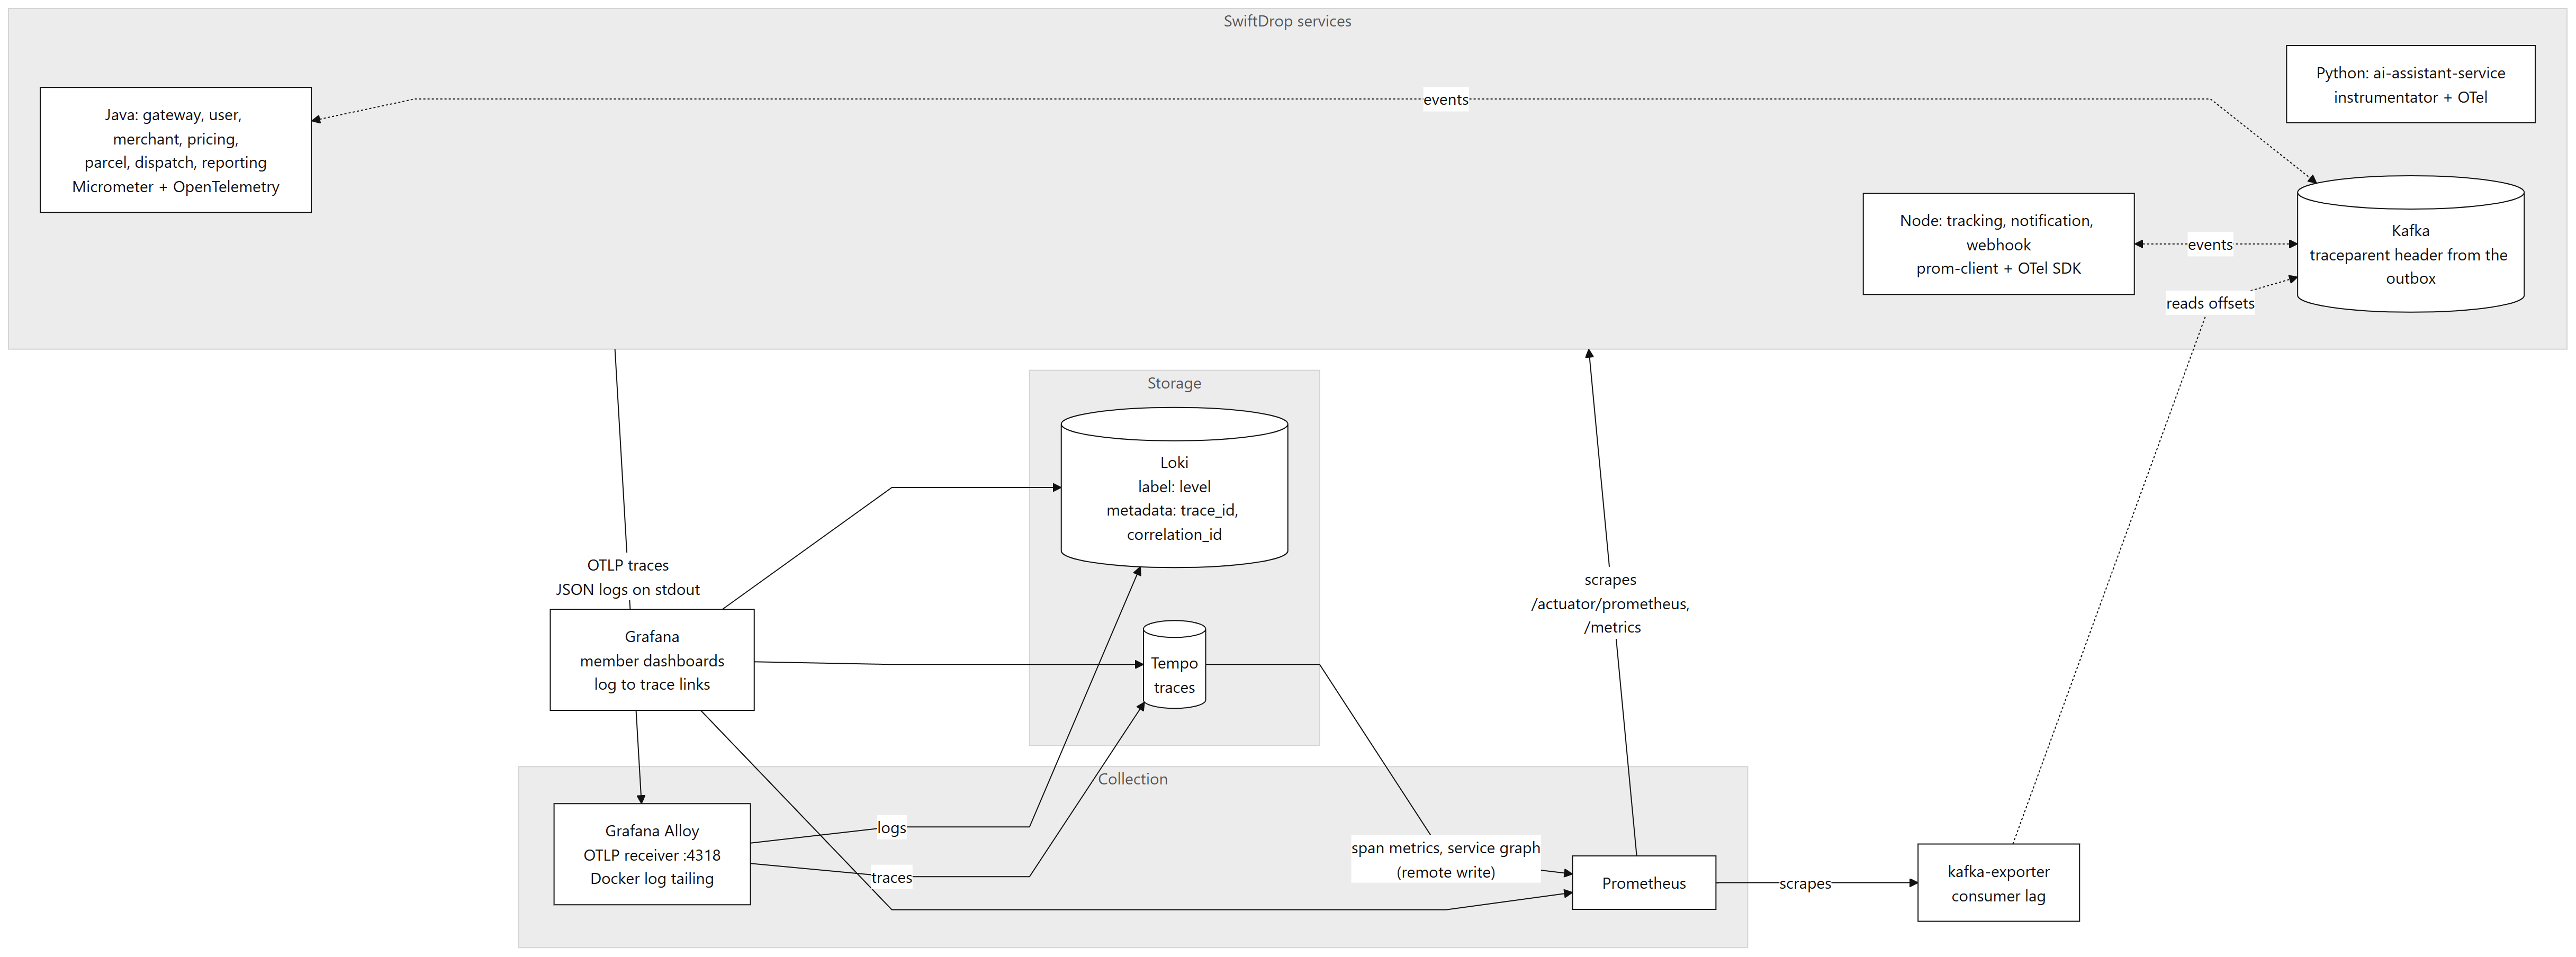 SwiftDrop services
Java: gateway, user,
merchant, pricing,
parcel, dispatch, reporting
Micrometer + OpenTelemetry
events
Python: ai-assistant-service
instrumentator + OTel
Node: tracking, notification,
webhook
prom-client + OTel SDK
events
Kafka
traceparent header from the
outbox
reads offsets
Storage
Loki
label: level
metadata: trace_id,
correlation_id
OTLP traces
JSON logs on stdout
scrapes
/actuator/prometheus,
/metrics
Grafana
member dashboards
log to trace links
Tempo
traces
Collection
Grafana Alloy
OTLP receiver :4318
Docker log tailing
logs
traces
span metrics, service graph
(remote write)
Prometheus
scrapes
kafka-exporter
consumer lag